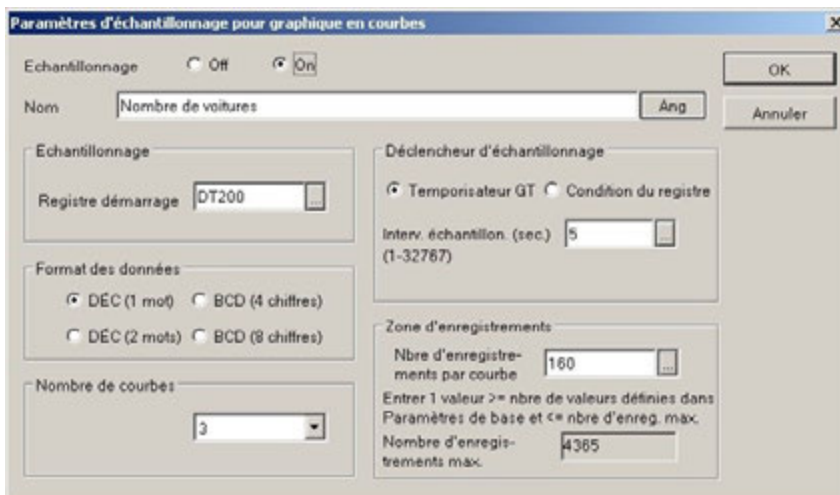 Paramètres d'échantillonnage pour graphique en courbes
Echantillonnage Off On
OK
Nom Nombre de voitures Ang
Annuler
Echantillonnage
Registre démarrage DT200 ...
Déclencheur d'échantillonnage
Temporisateur GT Condition du registre
Interv. échantillon. (sec.) 5 ...
(1-32767)
Format des données
DÉC (1 mot) BCD (4 chiffres)
DÉC (2 mots) BCD (8 chiffres)
Nombre de courbes
3
Zone d'enregistrements
Nbre d'enregistre-
ments par courbe 160 ...
Entrer 1 valeur >= nbre de valeurs définies dans
Paramètres de base et <= nbre d'enreg. max.
Nombre d'enregis-
trements max. 4365